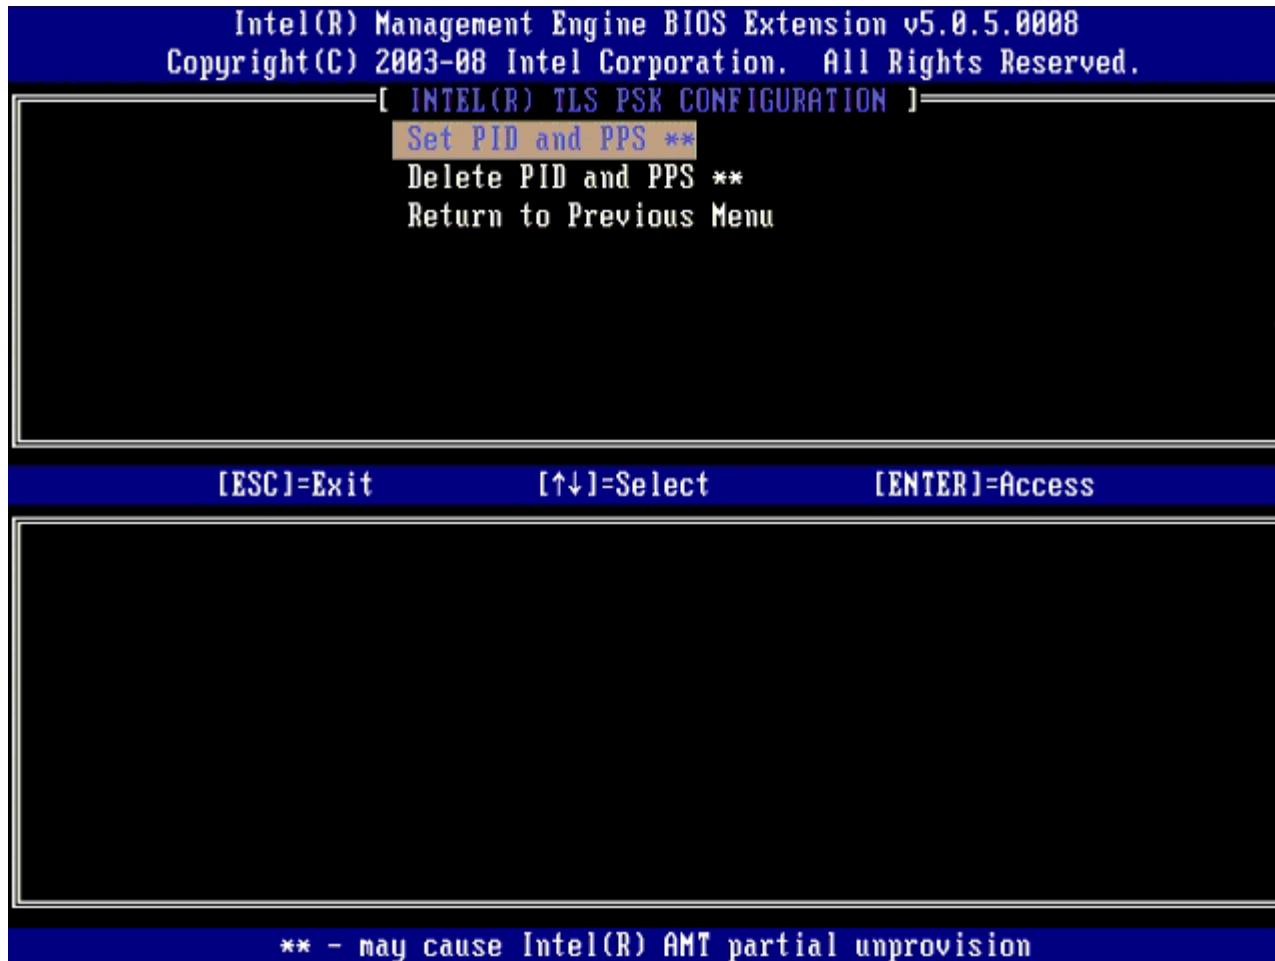 Intel(R) Management Engine BIOS Extension v5.0.5.0008
Copyright(C) 2003-08 Intel Corporation. All Rights Reserved.
[ INTEL(R) TLS PSK CONFIGURATION ]
Set PID and PPS **
Delete PID and PPS **
Return to Previous Menu
[ESC]=Exit [↑↓]=Select [ENTER]=Access
** - may cause Intel(R) AMT partial unprovision